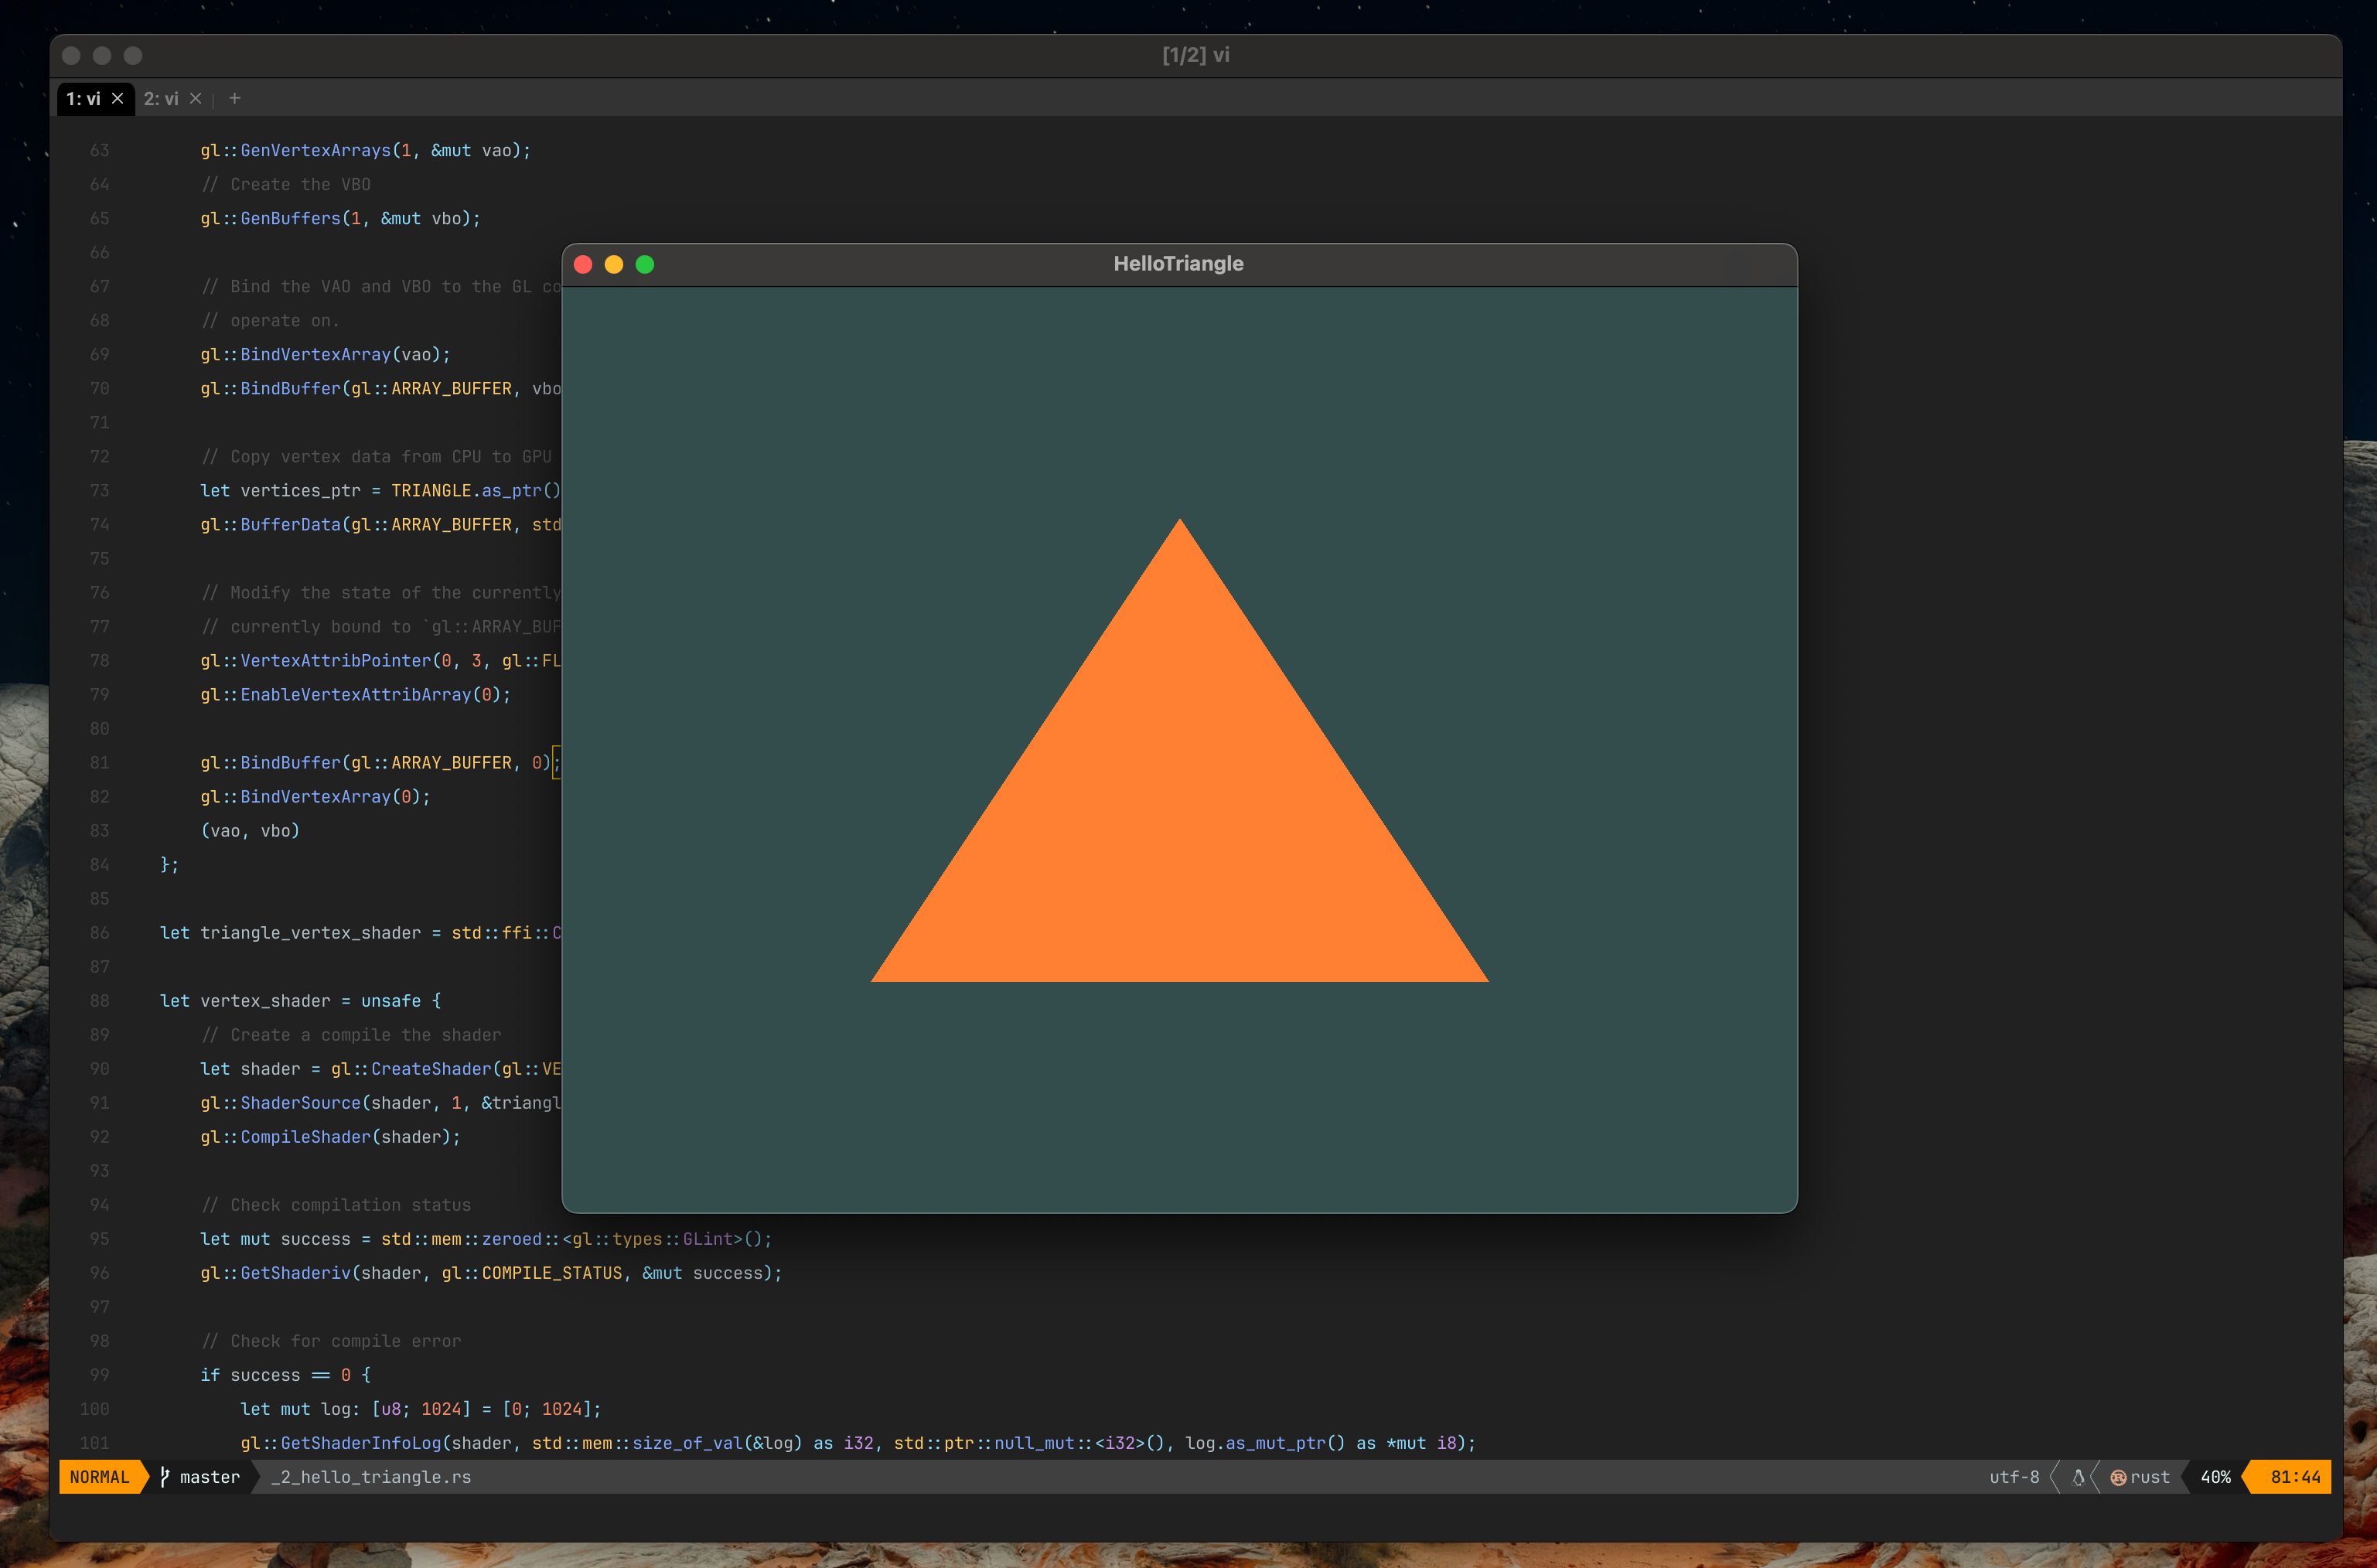 [1/2] vi
1: vi × 2: vi × +
63 gl::GenVertexArrays(1, &mut vao);
64 // Create the VBO
65 gl::GenBuffers(1, &mut vbo);
66
HelloTriangle
67 // Bind the VAO and VBO to the GL co
68 // operate on.
69 gl::BindVertexArray(vao);
70 gl::BindBuffer(gl::ARRAY_BUFFER, vbo
71
72 // Copy vertex data from CPU to GPU
73 let vertices_ptr = TRIANGLE.as_ptr()
74 gl::BufferData(gl::ARRAY_BUFFER, std
75
76 // Modify the state of the currently
77 // currently bound to `gl::ARRAY_BUF
78 gl::VertexAttribPointer(0, 3, gl::FL
79 gl::EnableVertexAttribArray(0);
80
81 gl::BindBuffer(gl::ARRAY_BUFFER, 0);
82 gl::BindVertexArray(0);
83 (vao, vbo)
84 };
85
86 let triangle_vertex_shader = std::ffi::C
87
88 let vertex_shader = unsafe {
89 // Create a compile the shader
90 let shader = gl::CreateShader(gl::VE
91 gl::ShaderSource(shader, 1, &triangl
92 gl::CompileShader(shader);
93
94 // Check compilation status
95 let mut success = std::mem::zeroed::<gl::types::GLint>();
96 gl::GetShaderiv(shader, gl::COMPILE_STATUS, &mut success);
97
98 // Check for compile error
99 if success == 0 {
100 let mut log: [u8; 1024] = [0; 1024];
101 gl::GetShaderInfoLog(shader, std::mem::size_of_val(&log) as i32, std::ptr::null_mut::<i32>(), log.as_mut_ptr() as *mut i8);
NORMAL master _2_hello_triangle.rs utf-8 rust 40% 81:44